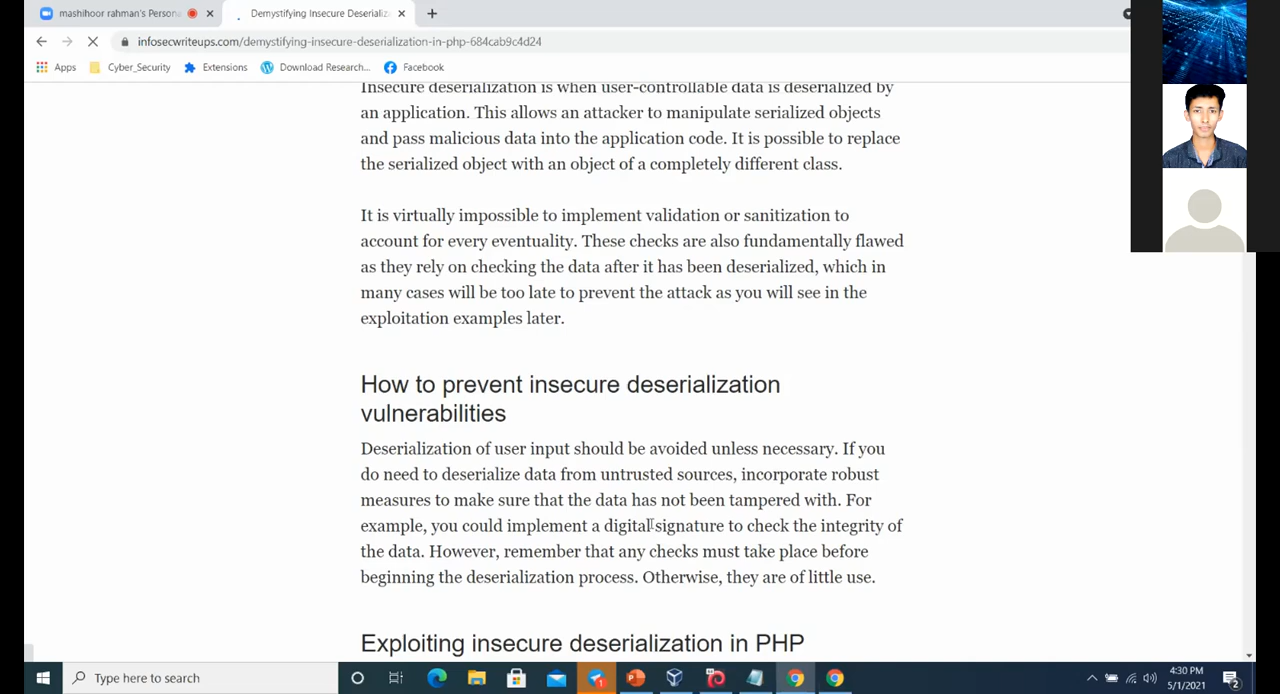 mashihoor rahman's Persona
Demystifying Insecure Deserializ
infosecwriteups.com/demystifying-insecure-deserialization-in-php-684cab9c4d24
Apps
Cyber_Security
Extensions
Download Research...
Facebook
Insecure deserialization is when user-controllable data is deserialized by
an application. This allows an attacker to manipulate serialized objects
and pass malicious data into the application code. It is possible to replace
the serialized object with an object of a completely different class.
It is virtually impossible to implement validation or sanitization to
account for every eventuality. These checks are also fundamentally flawed
as they rely on checking the data after it has been deserialized, which in
many cases will be too late to prevent the attack as you will see in the
exploitation examples later.
How to prevent insecure deserialization
vulnerabilities
Deserialization of user input should be avoided unless necessary. If you
do need to deserialize data from untrusted sources, incorporate robust
measures to make sure that the data has not been tampered with. For
example, you could implement a digital signature to check the integrity of
the data. However, remember that any checks must take place before
beginning the deserialization process. Otherwise, they are of little use.
Exploiting insecure deserialization in PHP
Type here to search
4:30 PM
5/1/2021
2